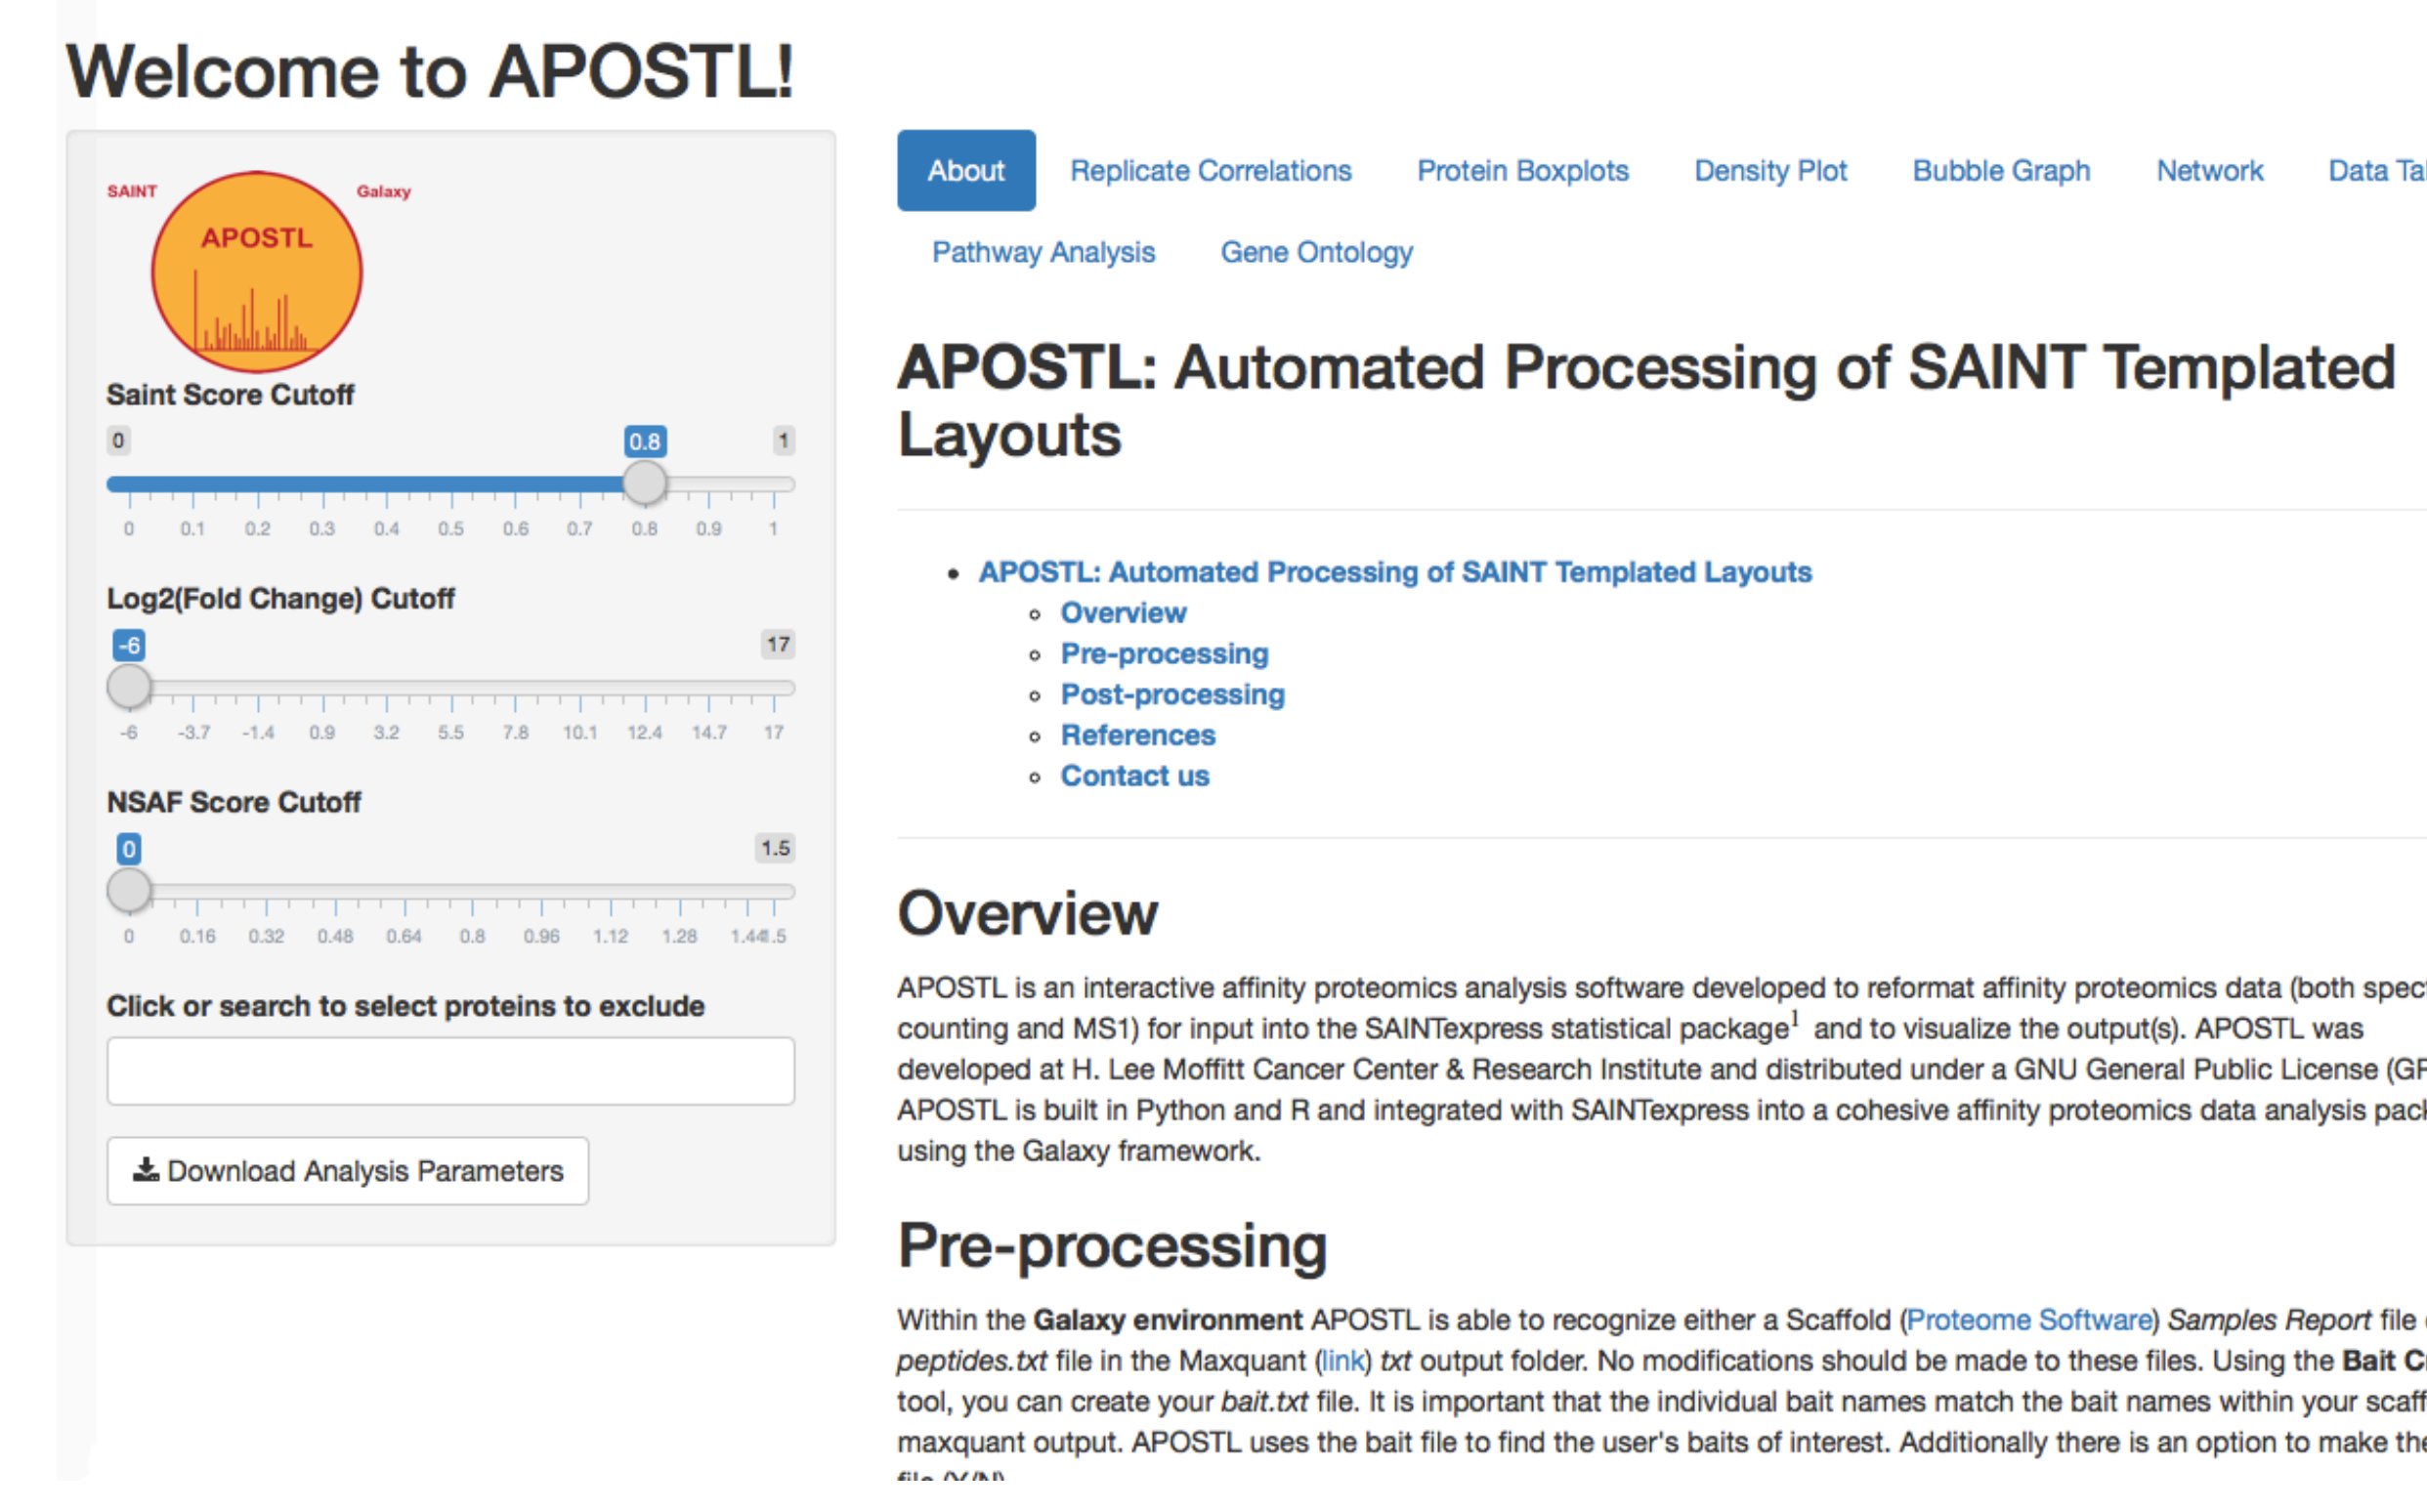 Welcome to APOSTL!
SAINT
Galaxy
APOSTL
Saint Score Cutoff
0
0.8
1
0 0.1 0.2 0.3 0.4 0.5 0.6 0.7 0.8 0.9 1
Log2(Fold Change) Cutoff
-6
17
-6 -3.7 -1.4 0.9 3.2 5.5 7.8 10.1 12.4 14.7 17
NSAF Score Cutoff
0
1.5
0 0.16 0.32 0.48 0.64 0.8 0.96 1.12 1.28 1.44 1.5
Click or search to select proteins to exclude
Download Analysis Parameters
About Replicate Correlations Protein Boxplots Density Plot Bubble Graph Network Data
Pathway Analysis Gene Ontology
APOSTL: Automated Processing of SAINT Templated
Layouts
• APOSTL: Automated Processing of SAINT Templated Layouts
◦ Overview
◦ Pre-processing
◦ Post-processing
◦ References
◦ Contact us
Overview
APOSTL is an interactive affinity proteomics analysis software developed to reformat affinity proteomics data (both
counting and MS1) for input into the SAINTexpress statistical package1 and to visualize the output(s). APOSTL was
developed at H. Lee Moffitt Cancer Center & Research Institute and distributed under a GNU General Public License
APOSTL is built in Python and R and integrated with SAINTexpress into a cohesive affinity proteomics data analysis
using the Galaxy framework.
Pre-processing
Within the Galaxy environment APOSTL is able to recognize either a Scaffold (Proteome Software) Samples Report file
peptides.txt file in the Maxquant (link) txt output folder. No modifications should be made to these files. Using the Bait
tool, you can create your bait.txt file. It is important that the individual bait names match the bait names within your
maxquant output. APOSTL uses the bait file to find the user's baits of interest. Additionally there is an option to make
file (Y/N)